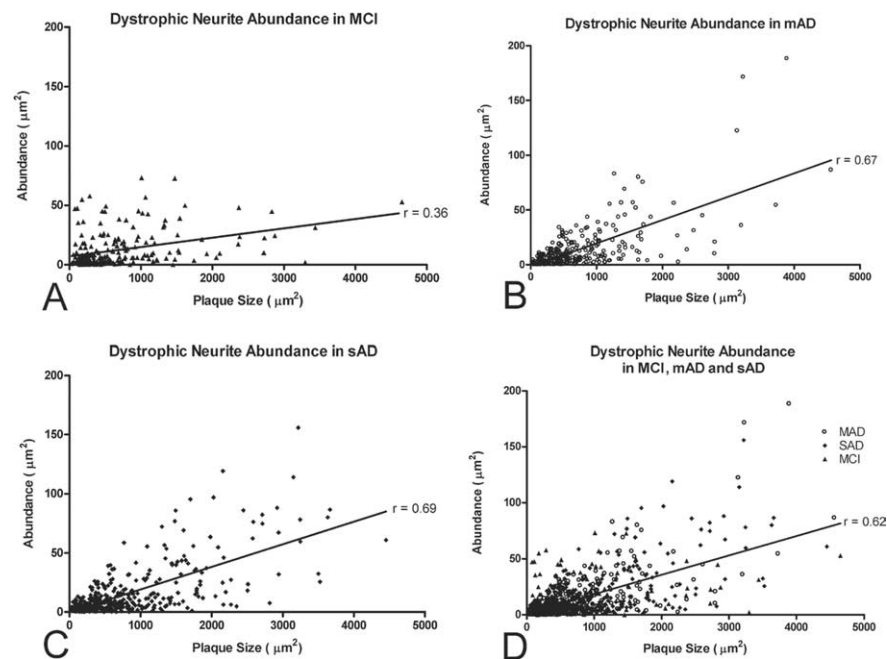 Dystrophic Neurite Abundance in MCI
200
150
100
50
0
Abundance ( μm²)
r = 0.36
0 1000 2000 3000 4000 5000
Plaque Size ( μm²)
A
Dystrophic Neurite Abundance in mAD
200
150
100
50
0
Abundance ( μm²)
r = 0.67
0 1000 2000 3000 4000 5000
Plaque Size ( μm²)
B
Dystrophic Neurite Abundance in sAD
200
150
100
50
0
Abundance ( μm²)
r = 0.69
0 1000 2000 3000 4000 5000
Plaque Size ( μm²)
C
Dystrophic Neurite Abundance
in MCI, mAD and sAD
200
150
100
50
0
Abundance ( μm²)
MAD
SAD
MCI
r = 0.62
0 1000 2000 3000 4000 5000
Plaque Size ( μm²)
D